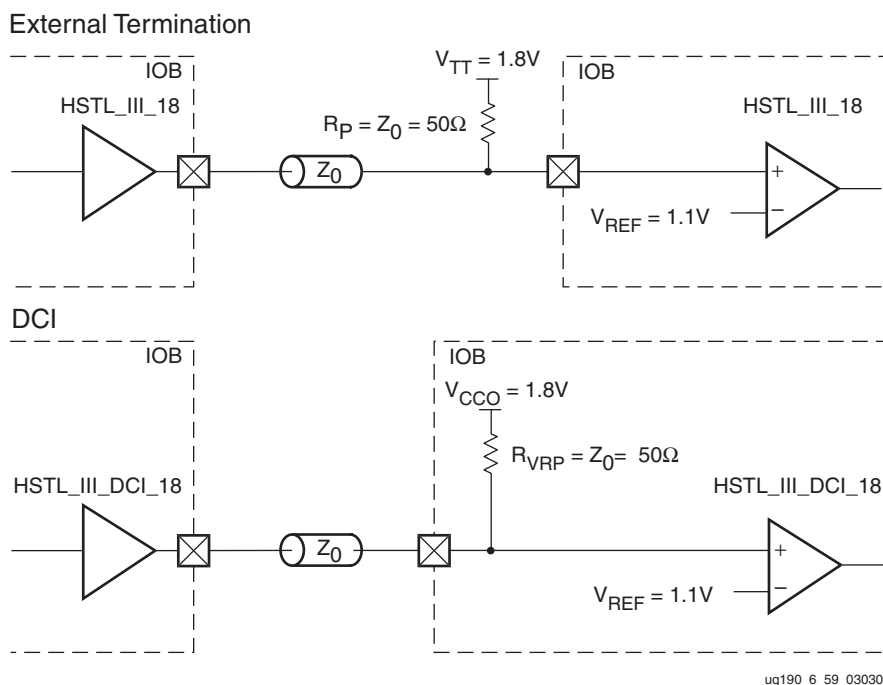 External Termination
IOB
HSTL_III_18
V_TT = 1.8V
R_P = Z_0 = 50Ω
Z_0
IOB
HSTL_III_18
+
−
V_REF = 1.1V
DCI
IOB
HSTL_III_DCI_18
Z_0
IOB
V_CCO = 1.8V
R_VRP = Z_0 = 50Ω
HSTL_III_DCI_18
+
−
V_REF = 1.1V
ug190_6_59_03030